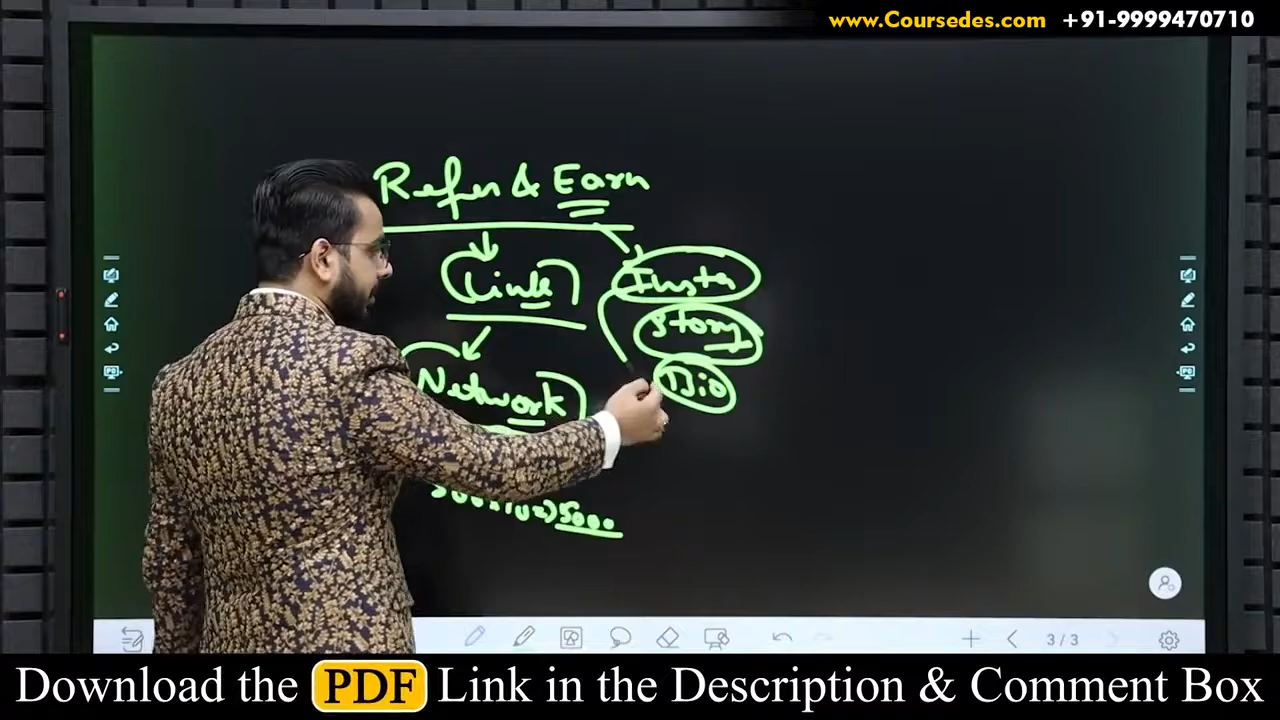 www.Coursedes.com +91-9999470710
Refer & Earn
Link
Insta
Story
Network
Bio
500x10=5000
3/3
Download the PDF Link in the Description & Comment Box